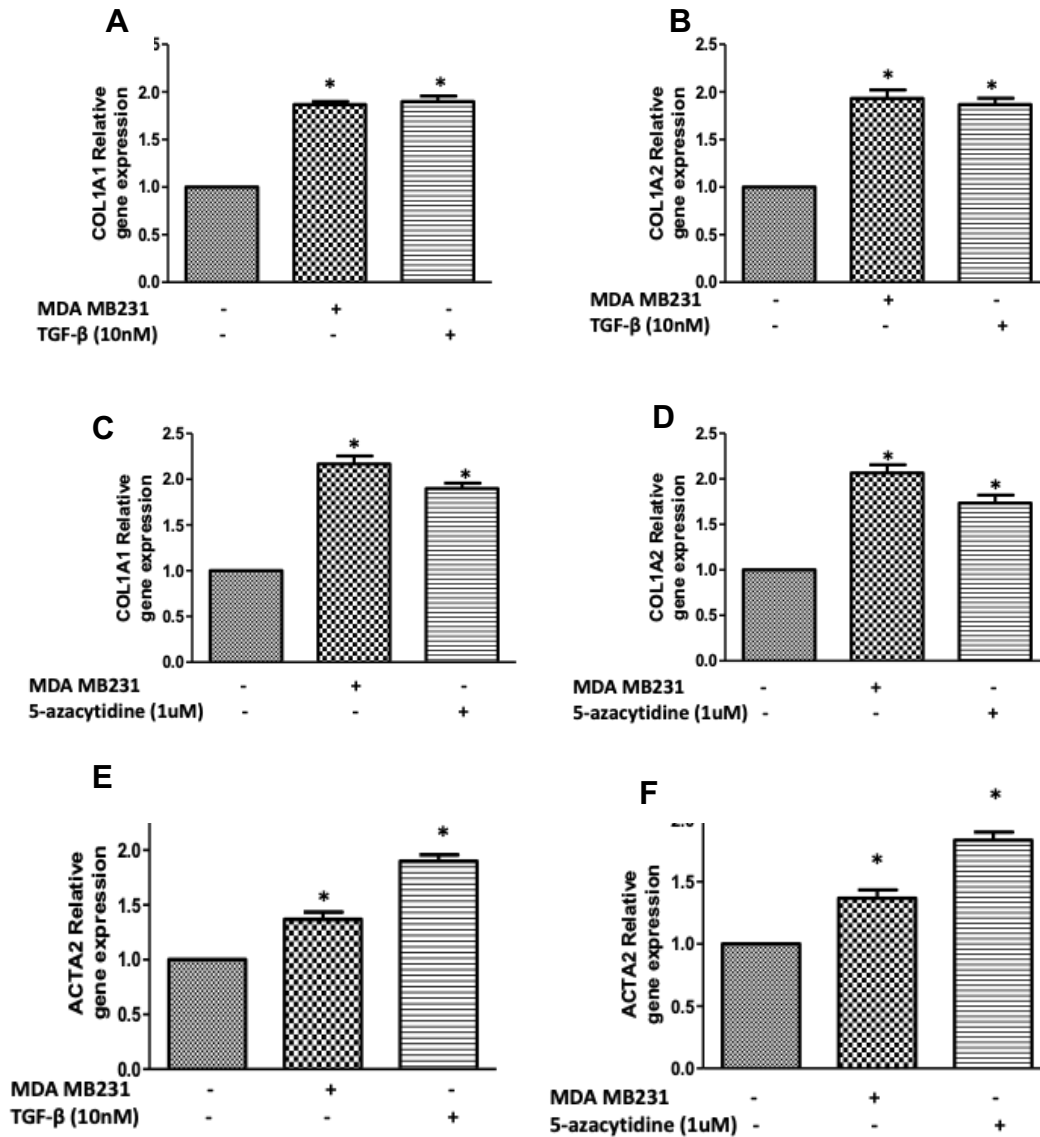 A
COL1A1 Relative
gene expression
5
2.0
1.5
1.0
0.5
0.0
*
*
MDA MB231 - + -
TGF-β (10nM) - - +
B
COL1A2 Relative
gene expression
2.5
2.0
1.5
1.0
0.5
0.0
*
*
MDA MB231 - + -
TGF-β (10nM) - - +
C
COL1A1 Relative
gene expression
2.5
2.0
1.5
1.0
0.5
0.0
*
*
MDA MB231 - + -
5-azacytidine (1uM) - - +
D
COL1A2 Relative
gene expression
2.5
2.0
1.5
1.0
0.5
0.0
*
*
MDA MB231 - + -
5-azacytidine (1uM) - - +
E
ACTA2 Relative
gene expression
2.0
1.5
1.0
0.5
0.0
*
*
MDA MB231 - + -
TGF-β (10nM) - - +
F
ACTA2 Relative
gene expression
2.0
1.5
1.0
0.5
0.0
*
*
MDA MB231 - + -
5-azacytidine (1uM) - - +